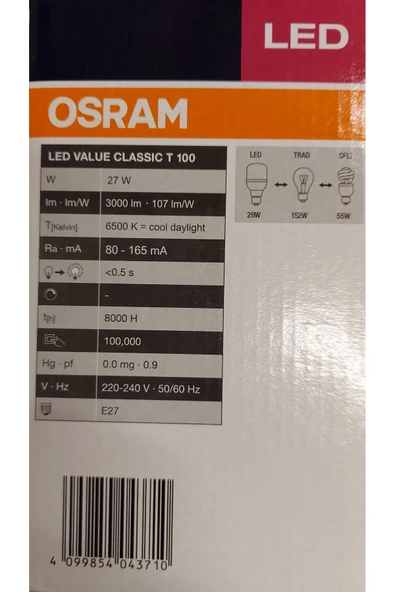 LED
OSRAM
LED VALUE CLASSIC T 100
W 27 W
lm · lm/W 3000 lm · 107 lm/W
T[Kelvin] 6500 K = cool daylight
Ra · mA 80 - 165 mA
<0.5 s
-
t[h] 8000 H
100,000
Hg · pf 0.0 mg · 0.9
V · Hz 220-240 V · 50/60 Hz
E27
LED TRAD CFLI
28W 152W 55W
4 099854 043710